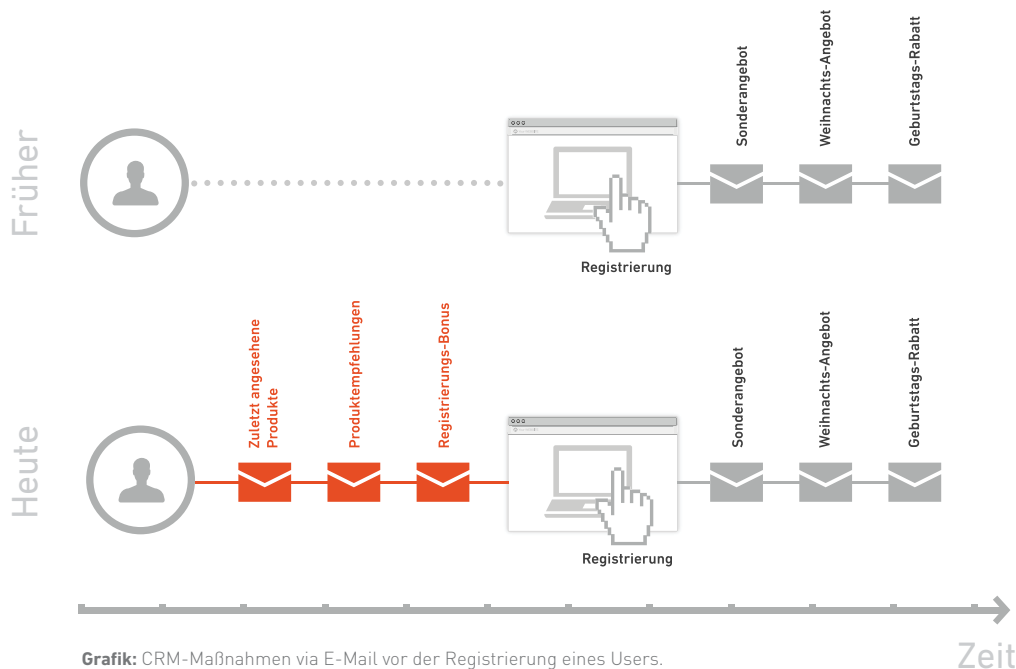 Früher
Sonderangebot
Weihnachts-Angebot
Geburtstags-Rabatt
Registrierung
Heute
Zuletzt angesehene
Produkte
Produktempfehlungen
Registrierungs-Bonus
Registrierung
Sonderangebot
Weihnachts-Angebot
Geburtstags-Rabatt
Zeit
Grafik: CRM-Maßnahmen via E-Mail vor der Registrierung eines Users.